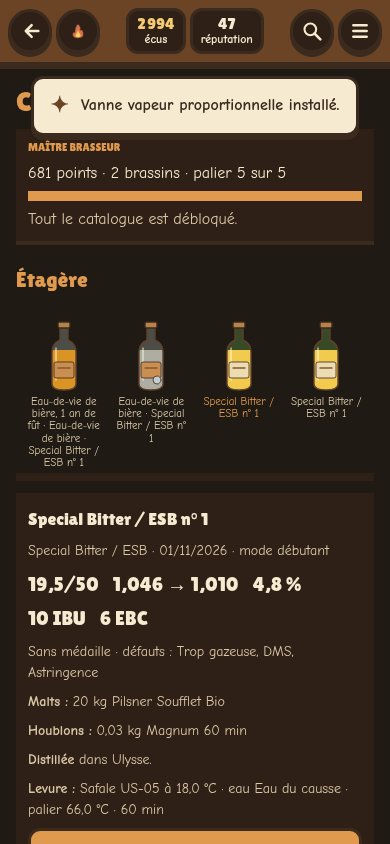 2 994
écus
47
réputation
C
Vanne vapeur proportionnelle installé.
MAÎTRE BRASSEUR
681 points · 2 brassins · palier 5 sur 5
Tout le catalogue est débloqué.
Étagère
Eau-de-vie de
bière, 1 an de
fût · Eau-de-vie
de bière ·
Special Bitter /
ESB n° 1
Eau-de-vie de
bière · Special
Bitter / ESB n°
1
Special Bitter /
ESB n° 1
Special Bitter /
ESB n° 1
Special Bitter / ESB n° 1
Special Bitter / ESB · 01/11/2026 · mode débutant
19,5/50 1,046 → 1,010 4,8 %
10 IBU 6 EBC
Sans médaille · défauts : Trop gazeuse, DMS,
Astringence
Malts : 20 kg Pilsner Soufflet Bio
Houblons : 0,03 kg Magnum 60 min
Distillée dans Ulysse.
Levure : Safale US-05 à 18,0 °C · eau Eau du causse ·
palier 66,0 °C · 60 min